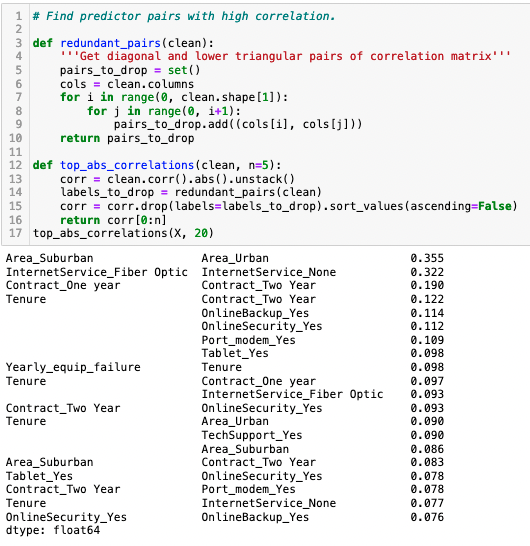 1 # Find predictor pairs with high correlation.
2
3 def redundant_pairs(clean):
4     '''Get diagonal and lower triangular pairs of correlation matrix'''
5     pairs_to_drop = set()
6     cols = clean.columns
7     for i in range(0, clean.shape[1]):
8         for j in range(0, i+1):
9             pairs_to_drop.add((cols[i], cols[j]))
10     return pairs_to_drop
11
12 def top_abs_correlations(clean, n=5):
13     corr = clean.corr().abs().unstack()
14     labels_to_drop = redundant_pairs(clean)
15     corr = corr.drop(labels=labels_to_drop).sort_values(ascending=False)
16     return corr[0:n]
17 top_abs_correlations(X, 20)
Area_Suburban Area_Urban 0.355
InternetService_Fiber Optic InternetService_None 0.322
Contract_One year Contract_Two Year 0.190
Tenure Contract_Two Year 0.122
OnlineBackup_Yes 0.114
OnlineSecurity_Yes 0.112
Port_modem_Yes 0.109
Tablet_Yes 0.098
Yearly_equip_failure Tenure 0.098
Tenure Contract_One year 0.097
InternetService_Fiber Optic 0.093
Contract_Two Year OnlineSecurity_Yes 0.093
Tenure Area_Urban 0.090
TechSupport_Yes 0.090
Area_Suburban 0.086
Area_Suburban Contract_Two Year 0.083
Tablet_Yes OnlineSecurity_Yes 0.078
Contract_Two Year Port_modem_Yes 0.078
Tenure InternetService_None 0.077
OnlineSecurity_Yes OnlineBackup_Yes 0.076
dtype: float64